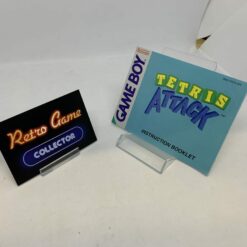 Retro Game
COLLECTOR
GAME BOY
TETRIS
ATTACK
INSTRUCTION BOOKLET